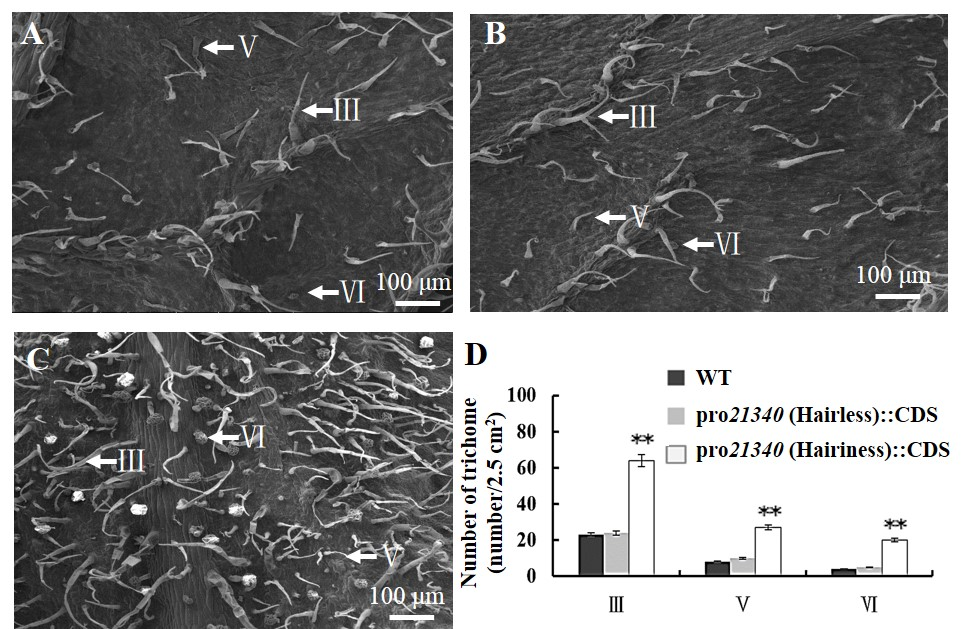 A
V
III
VI
100 μm
B
III
V
VI
100 μm
C
VI
III
V
100 μm
D
WT
pro21340 (Hairless)::CDS
pro21340 (Hairiness)::CDS
Number of trichome
(number/2.5 cm²)
100
80
60
40
20
0
**
**
**
III
V
VI